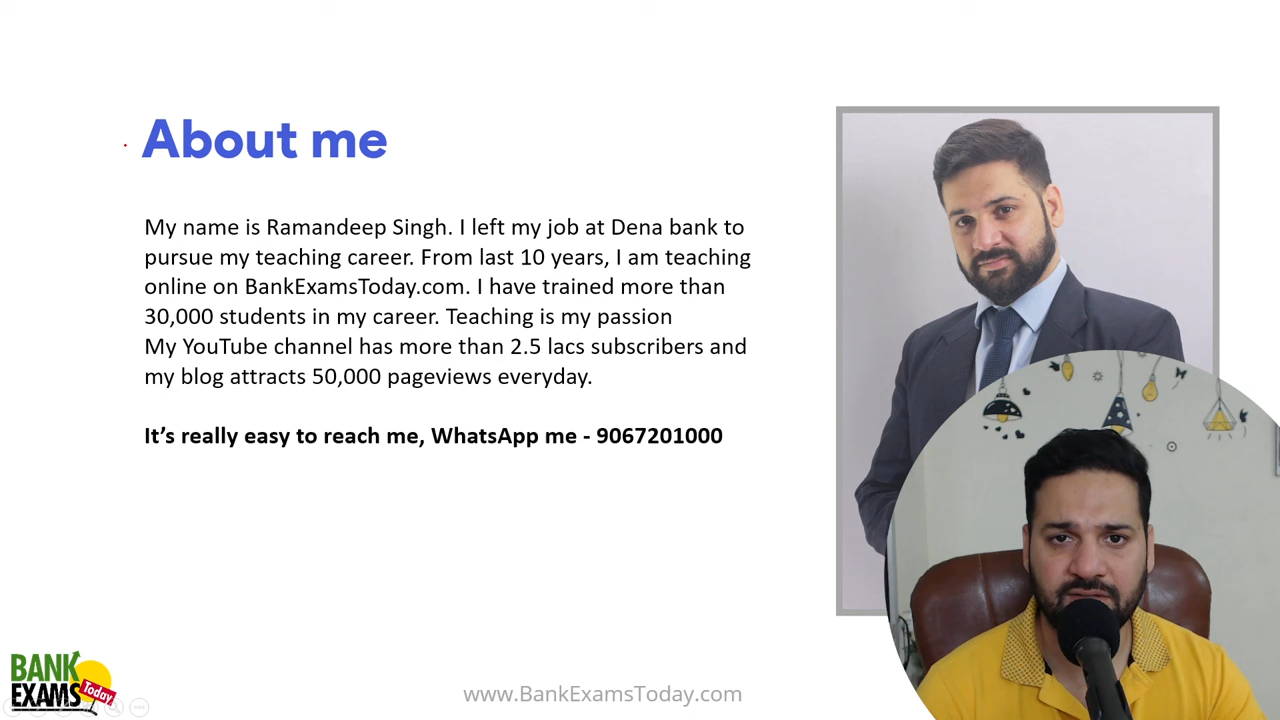 About me
My name is Ramandeep Singh. I left my job at Dena bank to
pursue my teaching career. From last 10 years, I am teaching
online on BankExamsToday.com. I have trained more than
30,000 students in my career. Teaching is my passion
My YouTube channel has more than 2.5 lacs subscribers and
my blog attracts 50,000 pageviews everyday.
It’s really easy to reach me, WhatsApp me - 9067201000
BANK
EXAMS Today
www.BankExamsToday.com